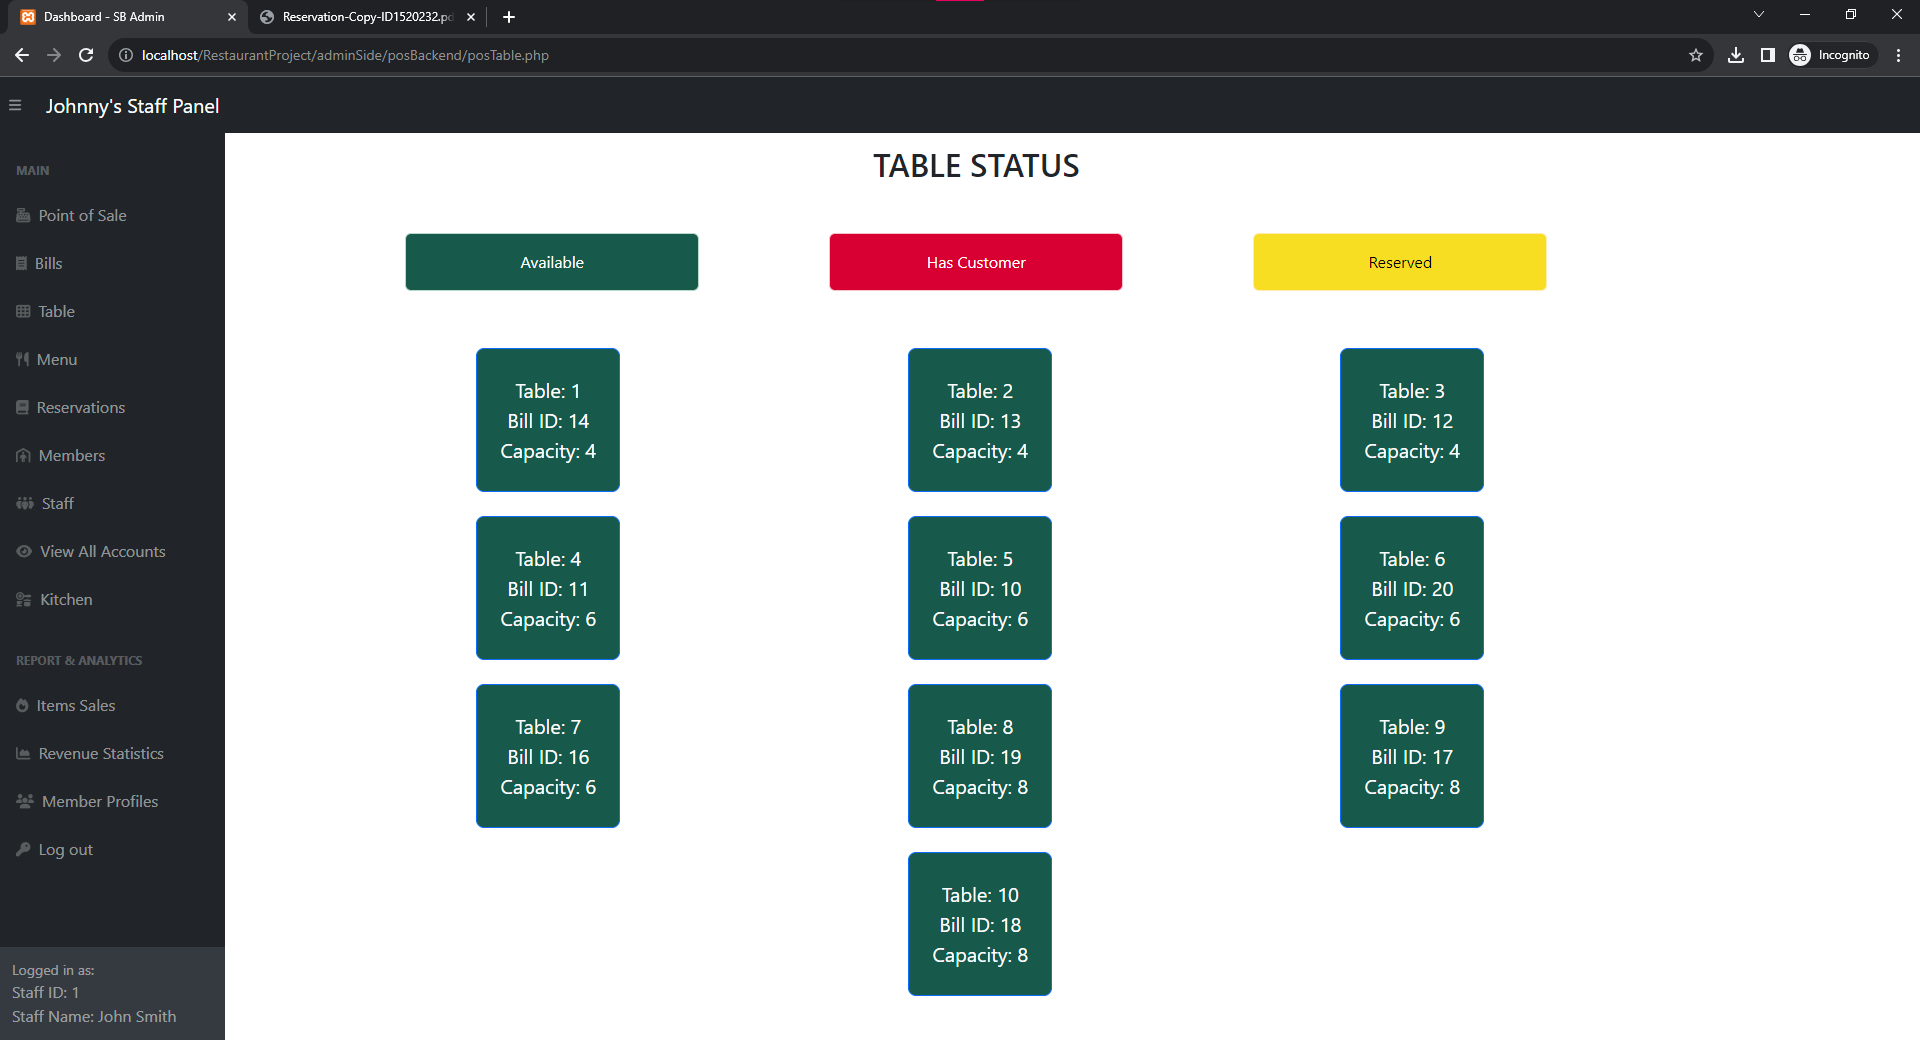 Dashboard - SB Admin
Reservation-Copy-ID1520232.pd
localhost/RestaurantProject/adminSide/posBackend/posTable.php
Incognito
Johnny's Staff Panel
MAIN
Point of Sale
Bills
Table
Menu
Reservations
Members
Staff
View All Accounts
Kitchen
REPORT & ANALYTICS
Items Sales
Revenue Statistics
Member Profiles
Log out
Logged in as:
Staff ID: 1
Staff Name: John Smith
TABLE STATUS
Available
Has Customer
Reserved
Table: 1
Bill ID: 14
Capacity: 4
Table: 2
Bill ID: 13
Capacity: 4
Table: 3
Bill ID: 12
Capacity: 4
Table: 4
Bill ID: 11
Capacity: 6
Table: 5
Bill ID: 10
Capacity: 6
Table: 6
Bill ID: 20
Capacity: 6
Table: 7
Bill ID: 16
Capacity: 6
Table: 8
Bill ID: 19
Capacity: 8
Table: 9
Bill ID: 17
Capacity: 8
Table: 10
Bill ID: 18
Capacity: 8